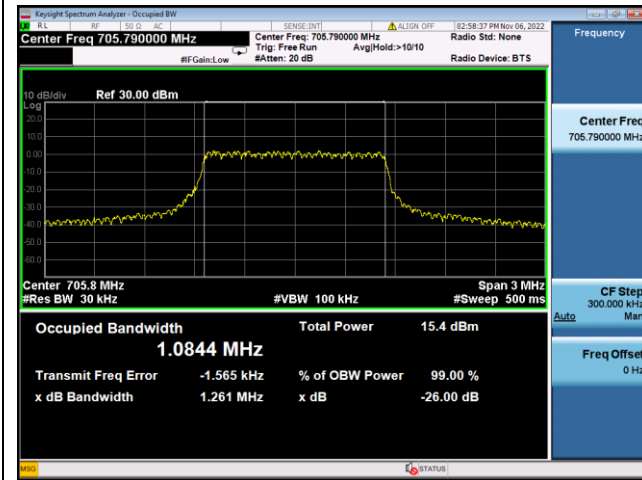 Keysight Spectrum Analyzer - Occupied BW
RL RF 50 Ω AC SENSE:INT ALIGN OFF 02:58:37 PM Nov 06, 2022
Center Freq 705.790000 MHz
Center Freq: 705.790000 MHz Radio Std: None
Trig: Free Run Avg|Hold:>10/10
#IFGain:Low #Atten: 20 dB Radio Device: BTS
Frequency
10 dB/div Ref 30.00 dBm
Log
20.0
10.0
0.00
-10.0
-20.0
-30.0
-40.0
-50.0
-60.0
Center 705.8 MHz Span 3 MHz
#Res BW 30 kHz #VBW 100 kHz #Sweep 500 ms
Occupied Bandwidth Total Power 15.4 dBm
1.0844 MHz
Transmit Freq Error -1.565 kHz % of OBW Power 99.00 %
x dB Bandwidth 1.261 MHz x dB -26.00 dB
Center Freq
705.790000 MHz
CF Step
300.000 kHz
Auto Man
Freq Offset
0 Hz
MSG STATUS